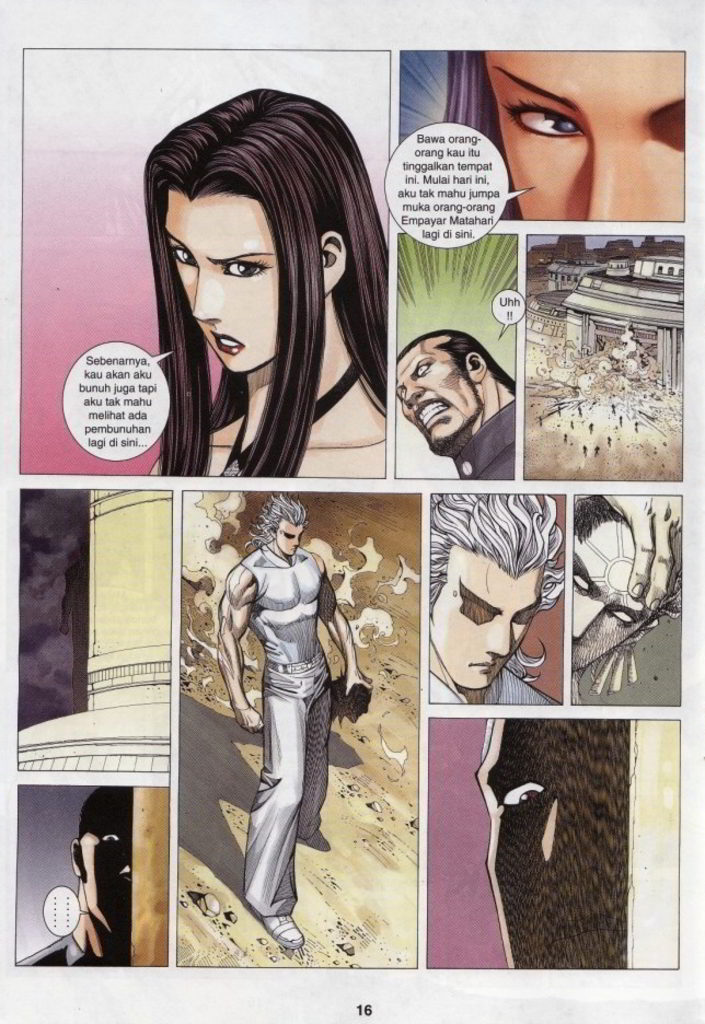 Sebenarnya,
kau akan aku
bunuh juga tapi
aku tak mahu
melihat ada
pembunuhan
lagi di sini...
Bawa orang-
orang kau itu
tinggalkan tempat
ini. Mulai hari ini,
aku tak mahu jumpa
muka orang-orang
Empayar Matahari
lagi di sini.
Uhh
!!
16